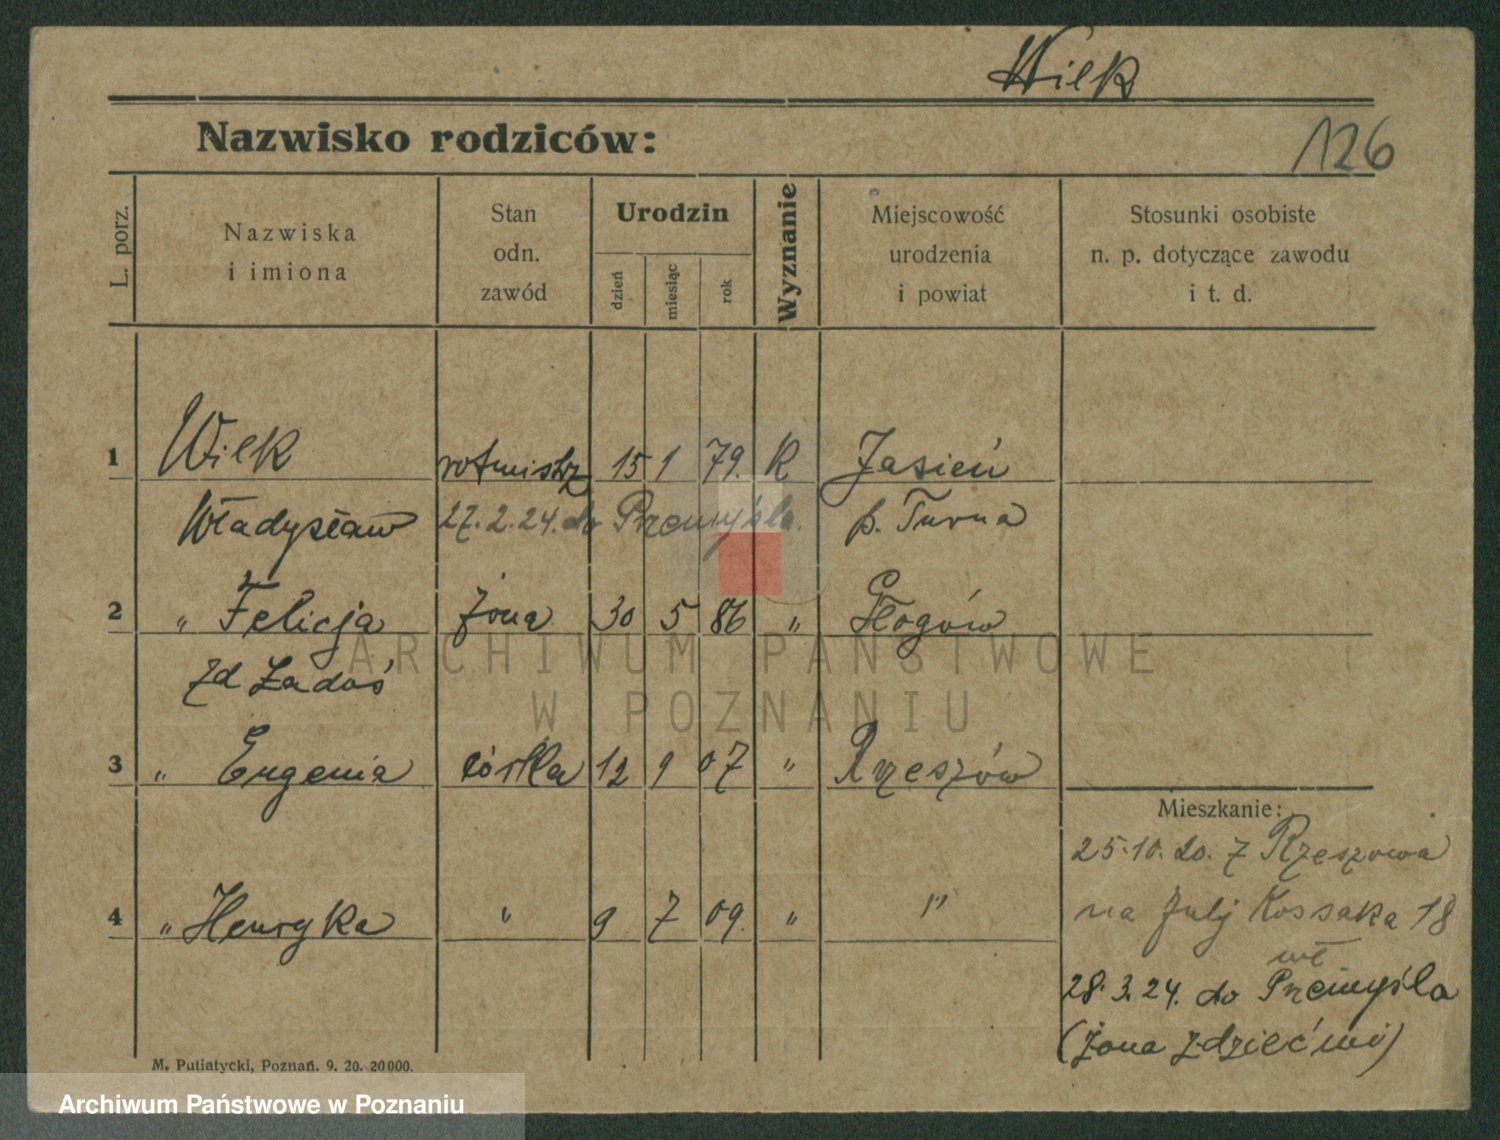 Wilk
Nazwisko rodziców:
126
L. porz.
Nazwiska
i imiona
Stan
odn.
zawód
Urodzin
dzień
miesiąc
rok
Wyznanie
Miejscowość
urodzenia
i powiat
Stosunki osobiste
n. p. dotyczące zawodu
i t. d.
1 Wilk rotmistrz 15 1 79. R Jasień
Władysław 27.2.24. do Przemyśla. p. Turna
2 „ Felicja żona 30 5 86 „ Głogów
zd Ładoś
3 „ Eugenia córka 12 9 07 „ Rzeszów
Mieszkanie:
25.10.20. z Rzeszowa
4 „ Henryka „ 9 7 09. „ „
na Julj Kossaka 18
wł
28.3.24. do Przemyśla
(żona z dziećmi)
M. Putiatycki, Poznań. 9. 20. 20000.
ARCHIWUM PAŃSTWOWE
W POZNANIU
Archiwum Państwowe w Poznaniu